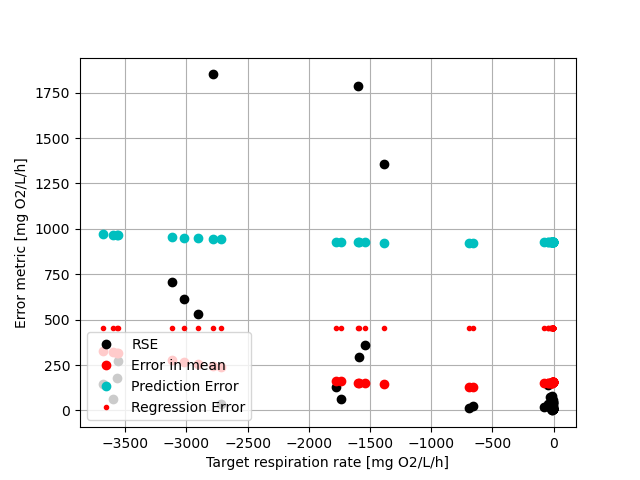 1750
1500
1250
1000
750
500
250
0
Error metric [mg O2/L/h]
RSE
Error in mean
Prediction Error
Regression Error
−3500 −3000 −2500 −2000 −1500 −1000 −500 0
Target respiration rate [mg O2/L/h]